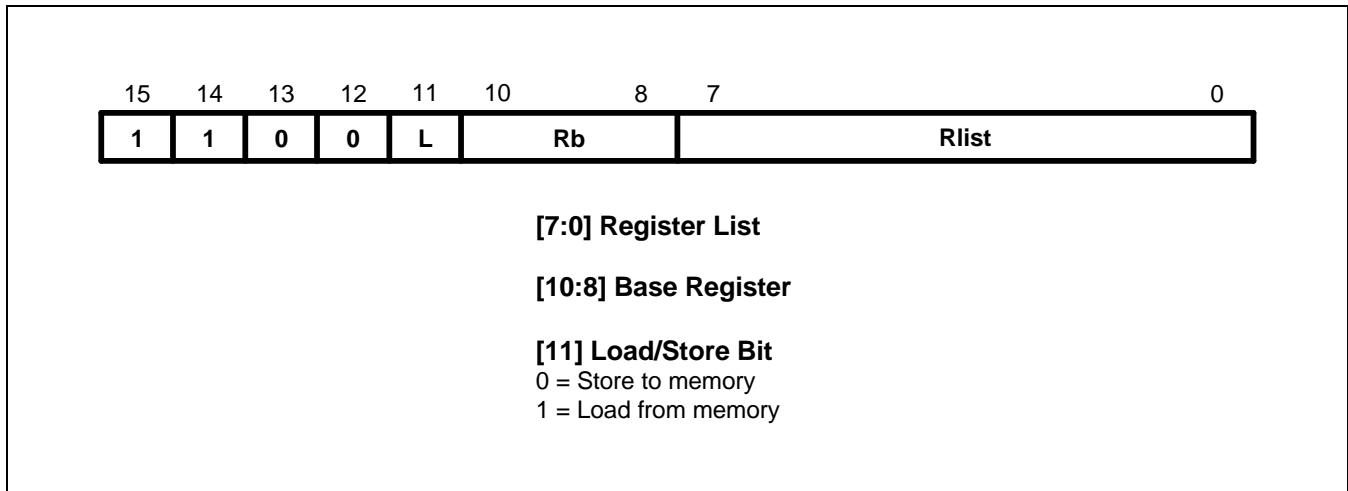 15 14 13 12 11 10 8 7 0
1 1 0 0 L Rb Rlist
[7:0] Register List
[10:8] Base Register
[11] Load/Store Bit
0 = Store to memory
1 = Load from memory